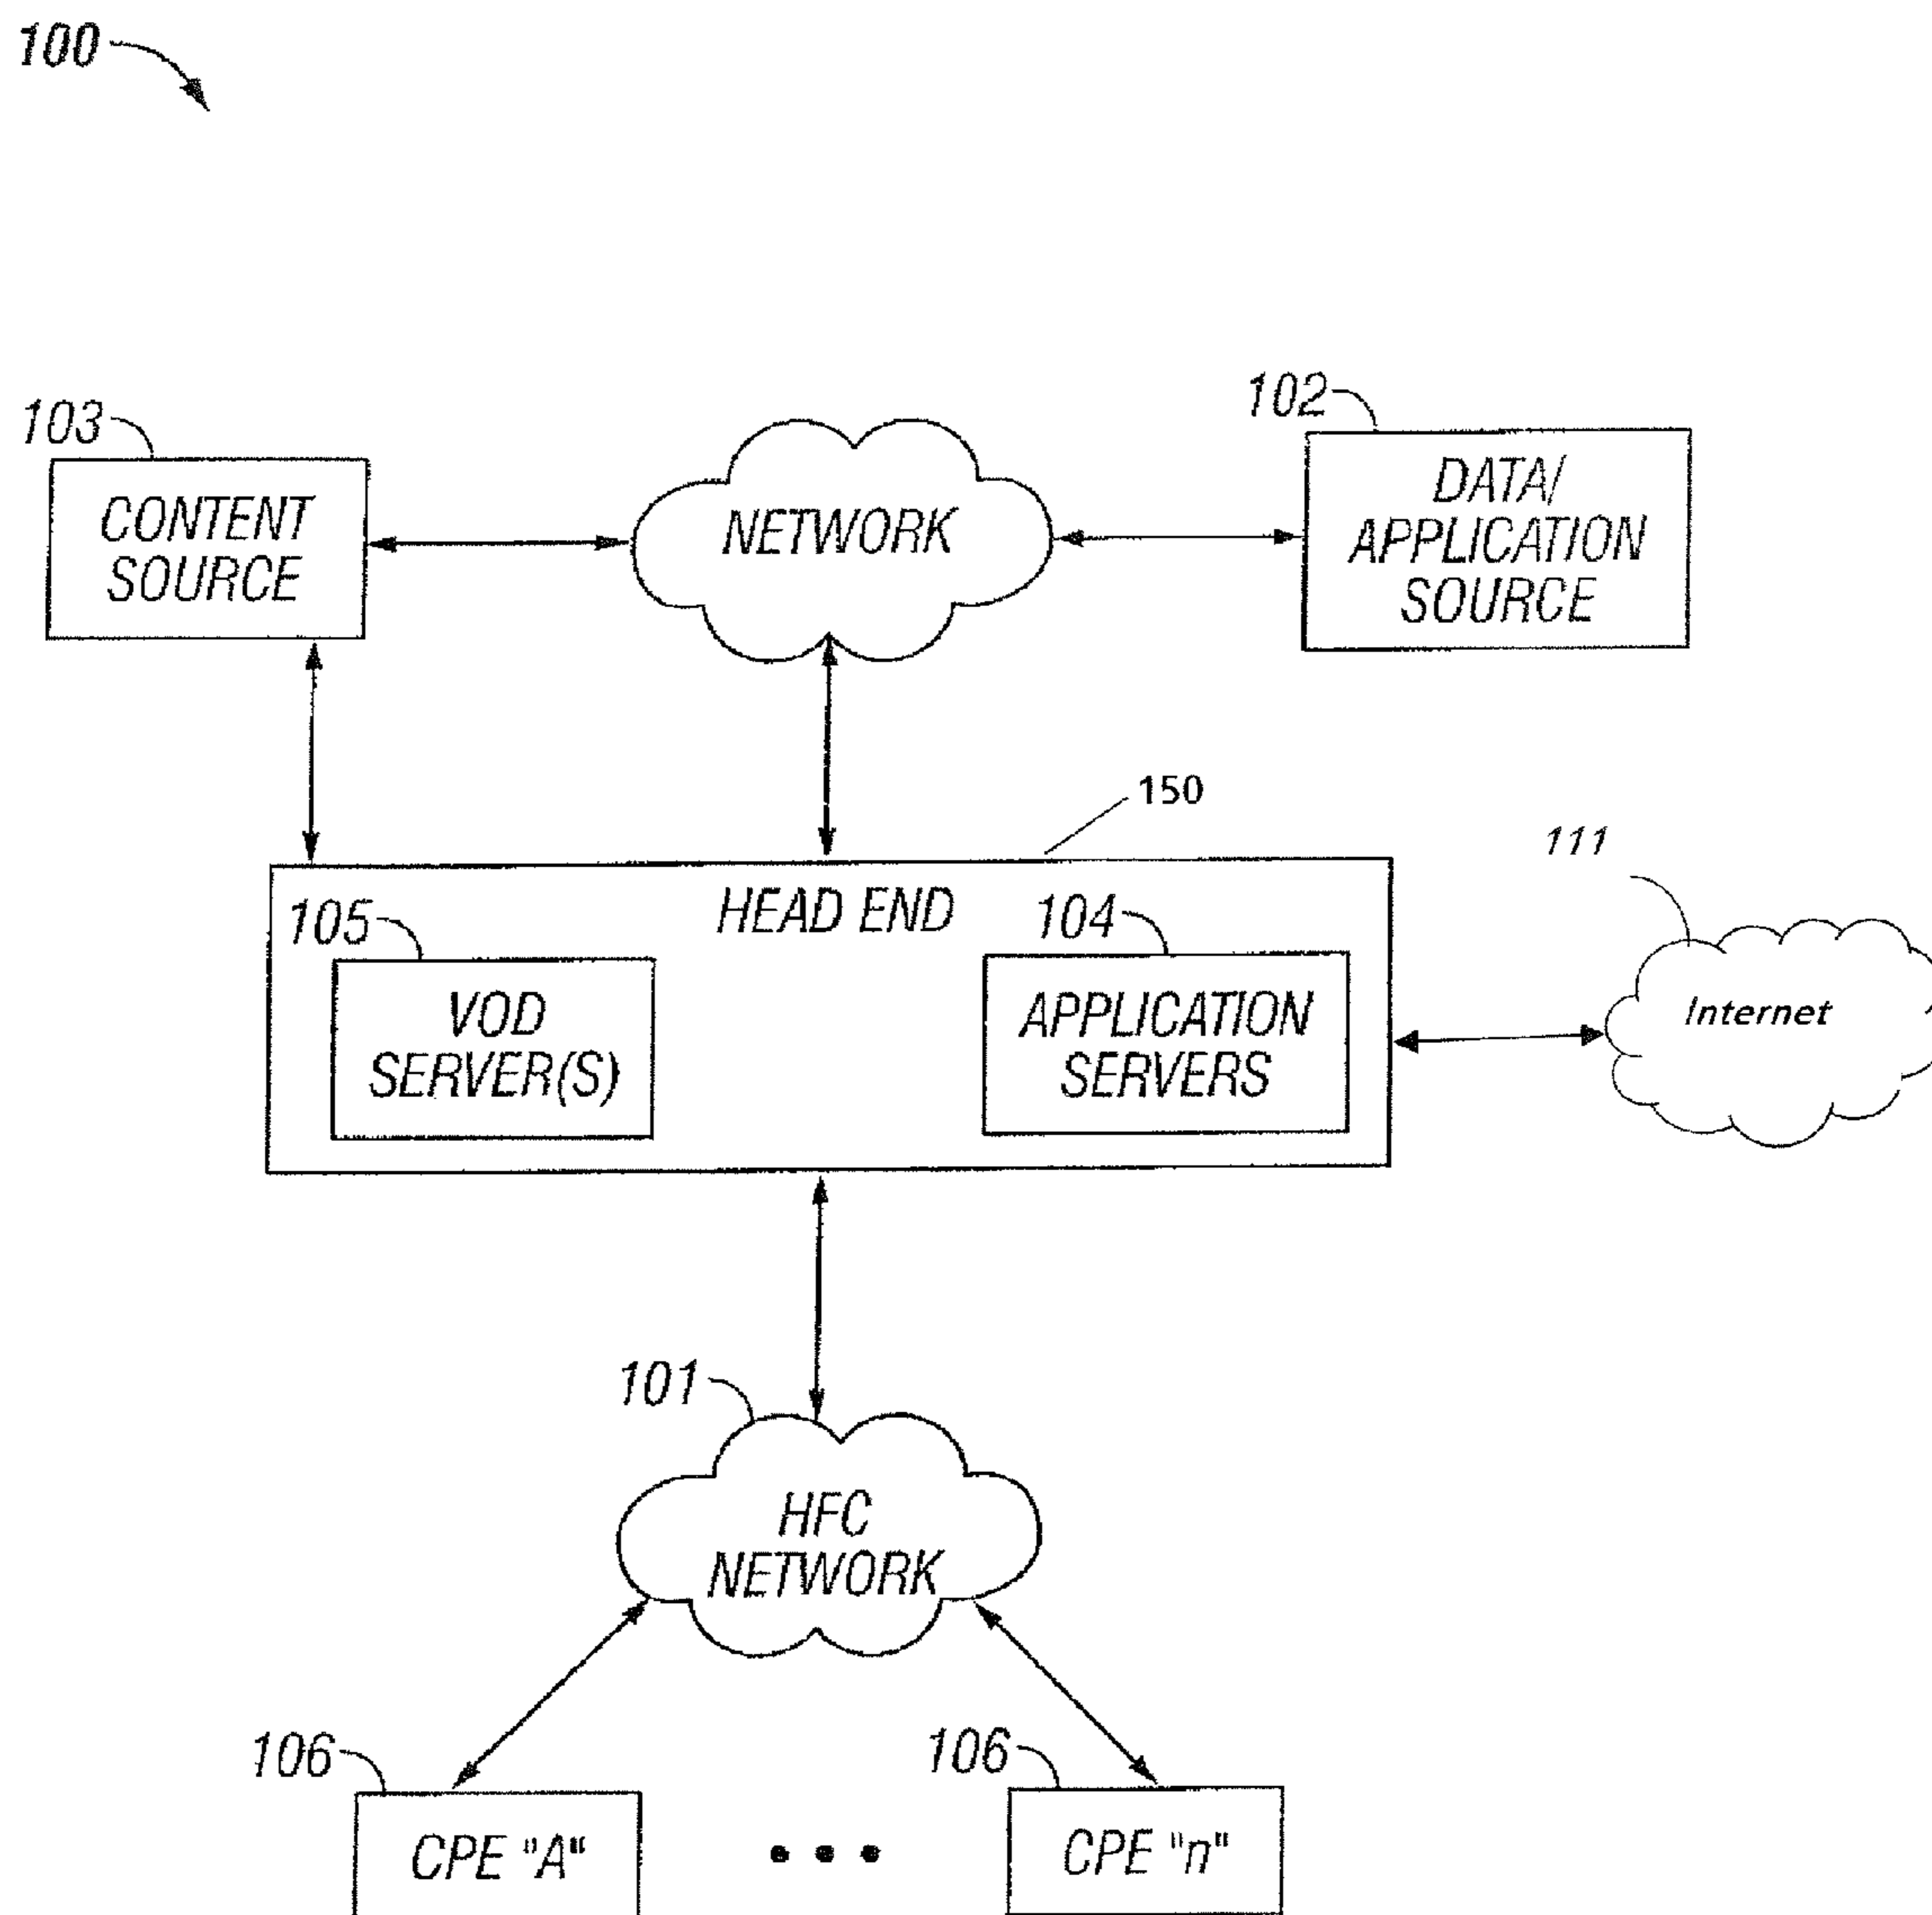 100
103
CONTENT
SOURCE
NETWORK
102
DATA/
APPLICATION
SOURCE
150
111
HEAD END
105
VOD
SERVER(S)
104
APPLICATION
SERVERS
Internet
101
HFC
NETWORK
106
CPE "A"
• • •
106
CPE "n"